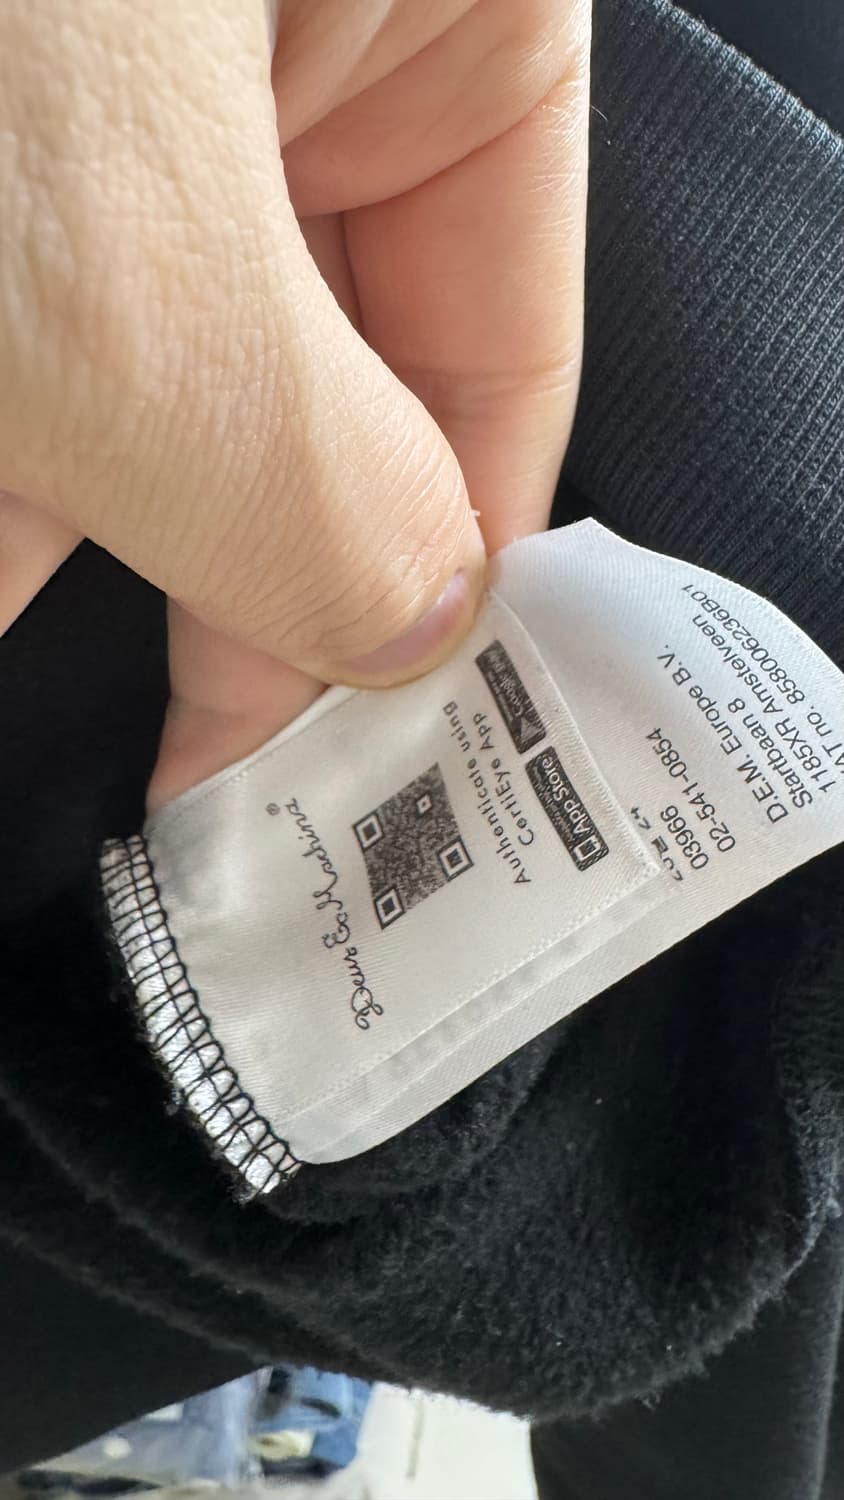 Deus Ex Machina ®
Authenticate using
CertiEye App
Google Play
App Store
03966
02-541-0854
D.E.M. Europe B.V.
Startbaan 8
1185XR Amstelveen
VAT no. 858006236B01